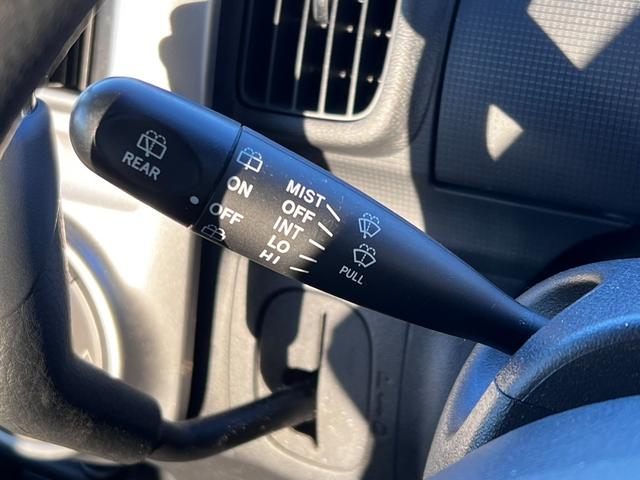 REAR
ON
OFF
MIST
OFF
INT
LO
HI
PULL